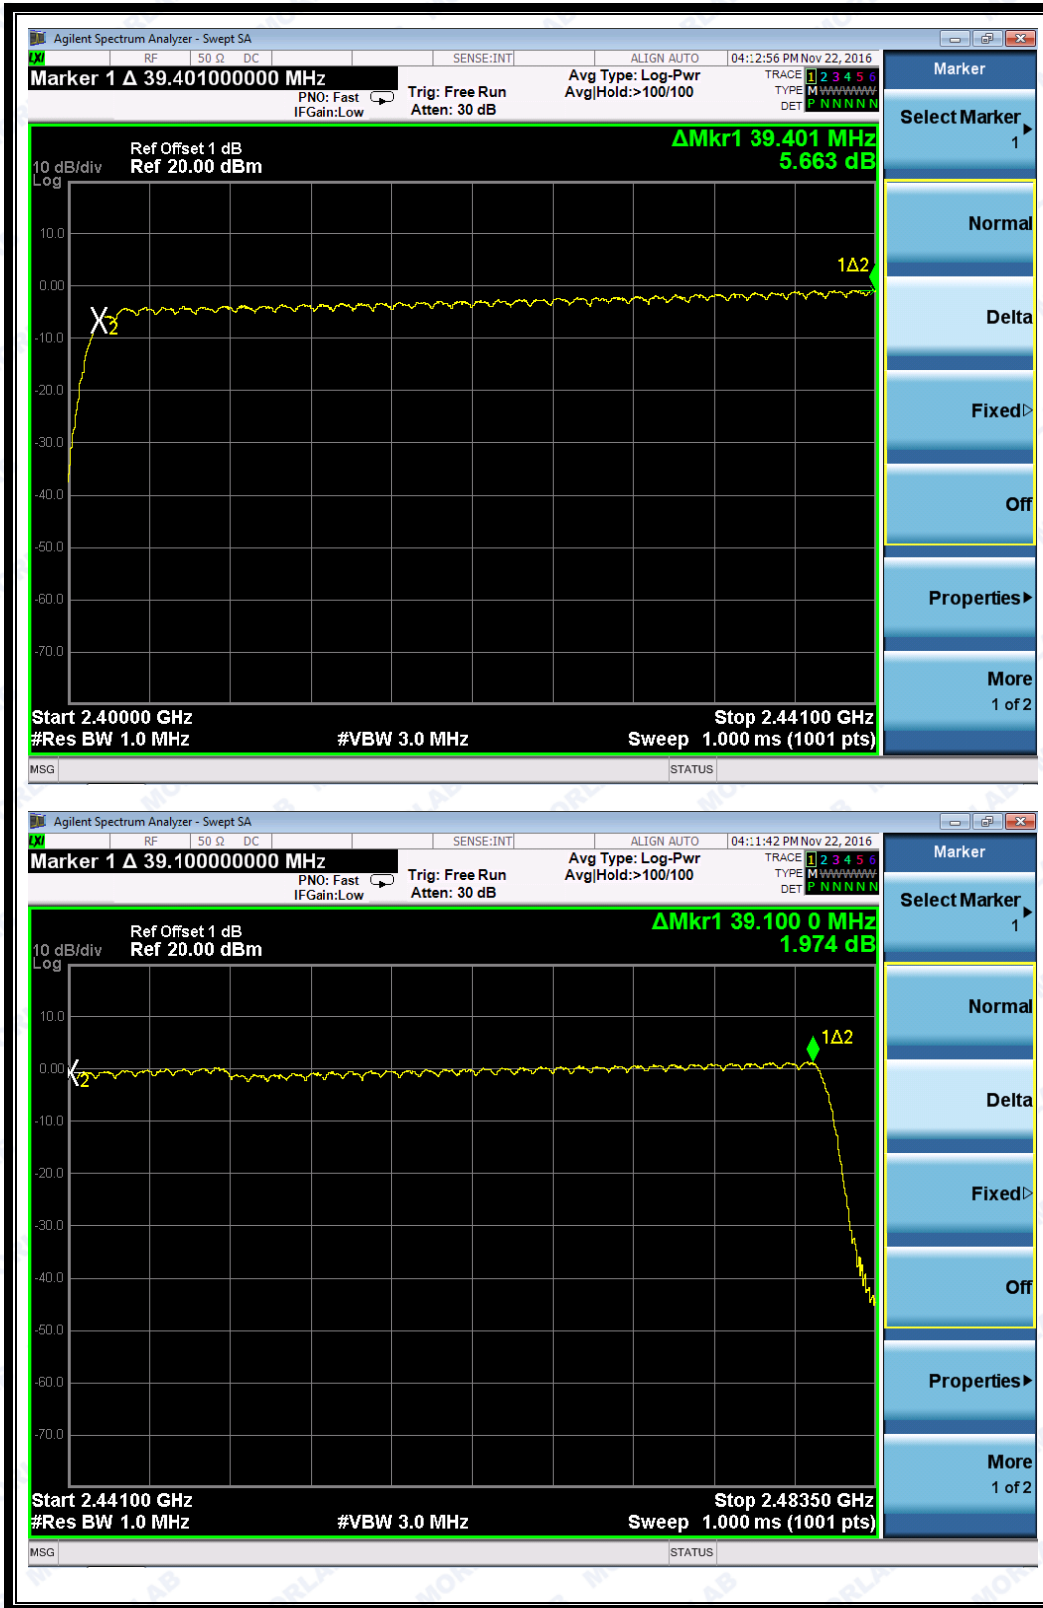 Agilent Spectrum Analyzer - Swept SA
LXI RF 50 Ω DC SENSE:INT ALIGN AUTO 04:12:56 PM Nov 22, 2016
Marker 1 Δ 39.401000000 MHz
PNO: Fast
IFGain:Low
Trig: Free Run
Atten: 30 dB
Avg Type: Log-Pwr
Avg|Hold:>100/100
TRACE 1 2 3 4 5 6
TYPE M WWWWW
DET P N N N N N
ΔMkr1 39.401 MHz
5.663 dB
Ref Offset 1 dB
10 dB/div Ref 20.00 dBm
Log
10.0
0.00
-10.0
-20.0
-30.0
-40.0
-50.0
-60.0
-70.0
1Δ2
2
Start 2.40000 GHz Stop 2.44100 GHz
#Res BW 1.0 MHz #VBW 3.0 MHz Sweep 1.000 ms (1001 pts)
MSG STATUS
Marker
Select Marker
1
Normal
Delta
Fixed
Off
Properties
More
1 of 2
Agilent Spectrum Analyzer - Swept SA
LXI RF 50 Ω DC SENSE:INT ALIGN AUTO 04:11:42 PM Nov 22, 2016
Marker 1 Δ 39.100000000 MHz
PNO: Fast
IFGain:Low
Trig: Free Run
Atten: 30 dB
Avg Type: Log-Pwr
Avg|Hold:>100/100
TRACE 1 2 3 4 5 6
TYPE M WWWWW
DET P N N N N N
ΔMkr1 39.100 0 MHz
1.974 dB
Ref Offset 1 dB
10 dB/div Ref 20.00 dBm
Log
10.0
0.00
-10.0
-20.0
-30.0
-40.0
-50.0
-60.0
-70.0
1Δ2
2
Start 2.44100 GHz Stop 2.48350 GHz
#Res BW 1.0 MHz #VBW 3.0 MHz Sweep 1.000 ms (1001 pts)
MSG STATUS
Marker
Select Marker
1
Normal
Delta
Fixed
Off
Properties
More
1 of 2